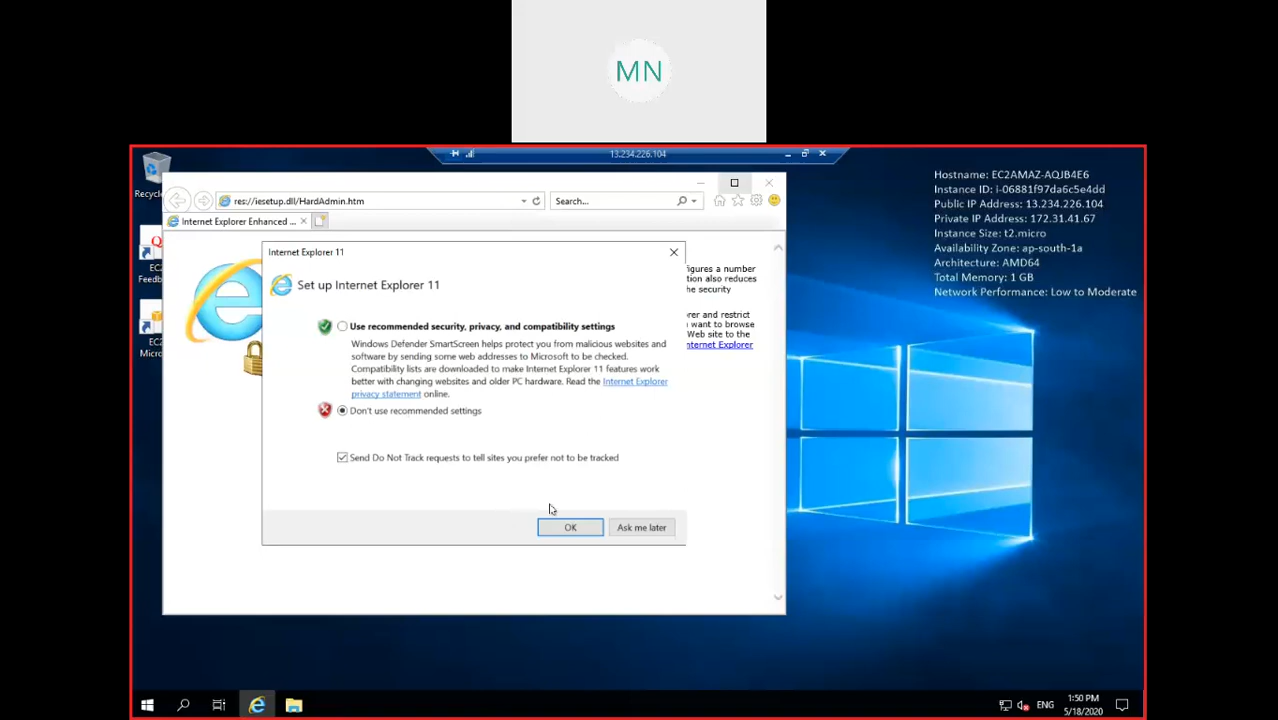 MN
13.234.226.104
Recycle
Hostname: EC2AMAZ-AQJB4E6
Instance ID: i-06881f97da6c5e4dd
Public IP Address: 13.234.226.104
Private IP Address: 172.31.41.67
Instance Size: t2.micro
Availability Zone: ap-south-1a
Architecture: AMD64
Total Memory: 1 GB
Network Performance: Low to Moderate
res://iesetup.dll/HardAdmin.htm
Search...
Internet Explorer Enhanced ...
EC2
Feedb
EC2
Micro
figures a number
tion also reduces
he security
rer and restrict
want to browse
Web site to the
nternet Explorer
Internet Explorer 11
Set up Internet Explorer 11
Use recommended security, privacy, and compatibility settings
Windows Defender SmartScreen helps protect you from malicious websites and
software by sending some web addresses to Microsoft to be checked.
Compatibility lists are downloaded to make Internet Explorer 11 features work
better with changing websites and older PC hardware. Read the Internet Explorer
privacy statement online.
Don't use recommended settings
Send Do Not Track requests to tell sites you prefer not to be tracked
OK
Ask me later
ENG
1:50 PM
5/18/2020